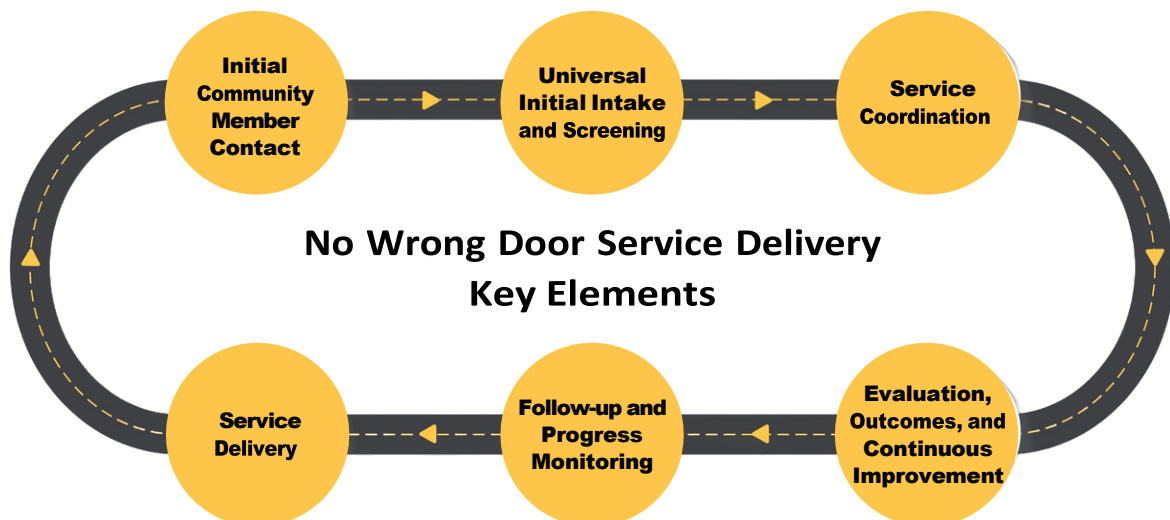 Initial
Community
Member
Contact
Universal
Initial Intake
and Screening
Service
Coordination
No Wrong Door Service Delivery
Key Elements
Service
Delivery
Follow-up and
Progress
Monitoring
Evaluation,
Outcomes, and
Continuous
Improvement